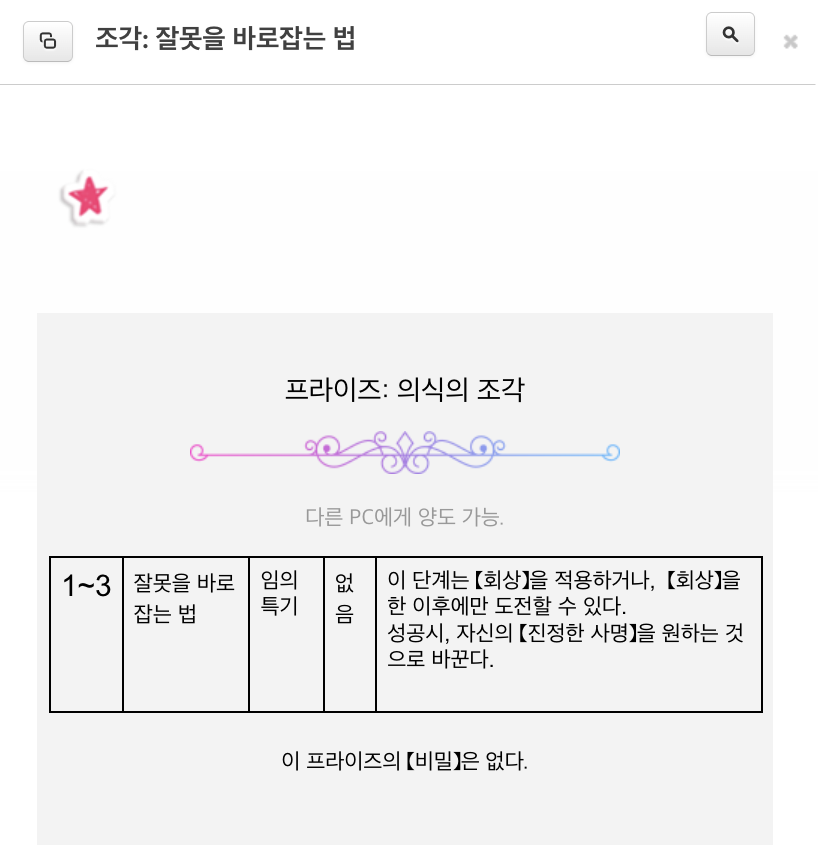 조각: 잘못을 바로잡는 법
프라이즈: 의식의 조각
다른 PC에게 양도 가능.
1~3
잘못을 바로
잡는 법
임의
특기
없
음
이 단계는【회상】을 적용하거나, 【회상】을
한 이후에만 도전할 수 있다.
성공시, 자신의【진정한 사명】을 원하는 것
으로 바꾼다.
이 프라이즈의【비밀】은 없다.